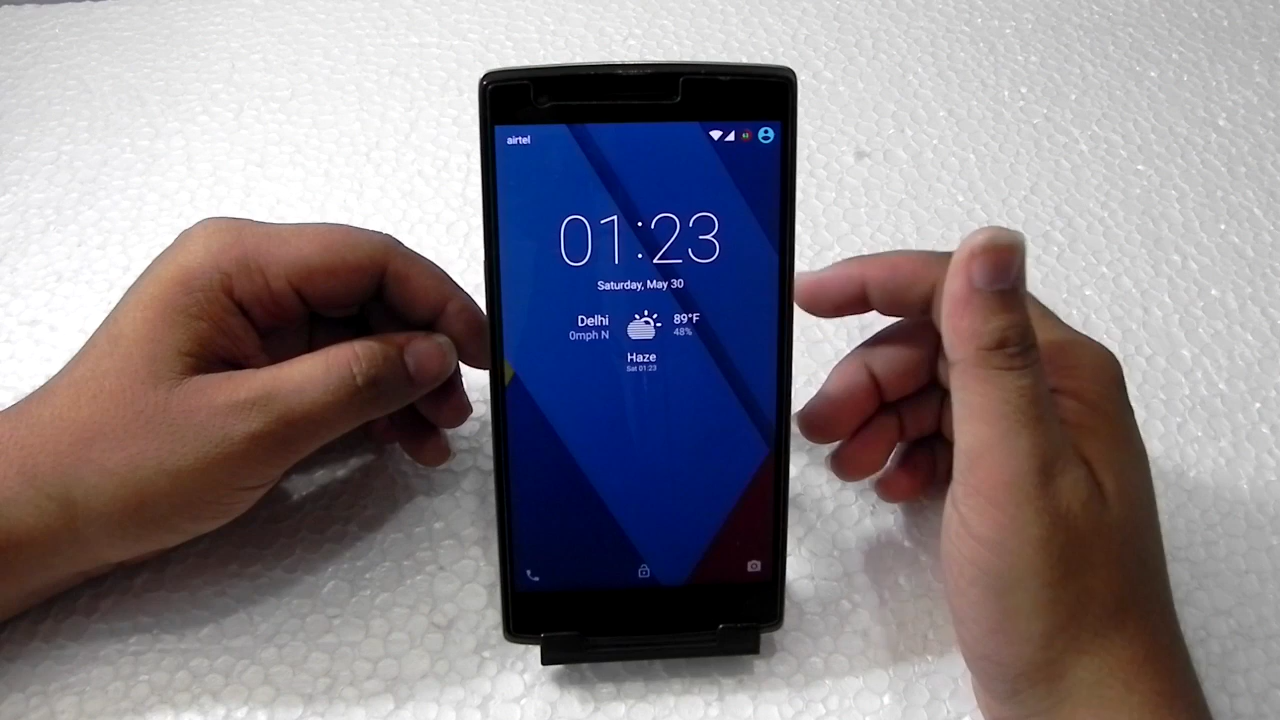 airtel
01:23
Saturday, May 30
Delhi
0mph N
89°F
48%
Haze
Sat 01:23